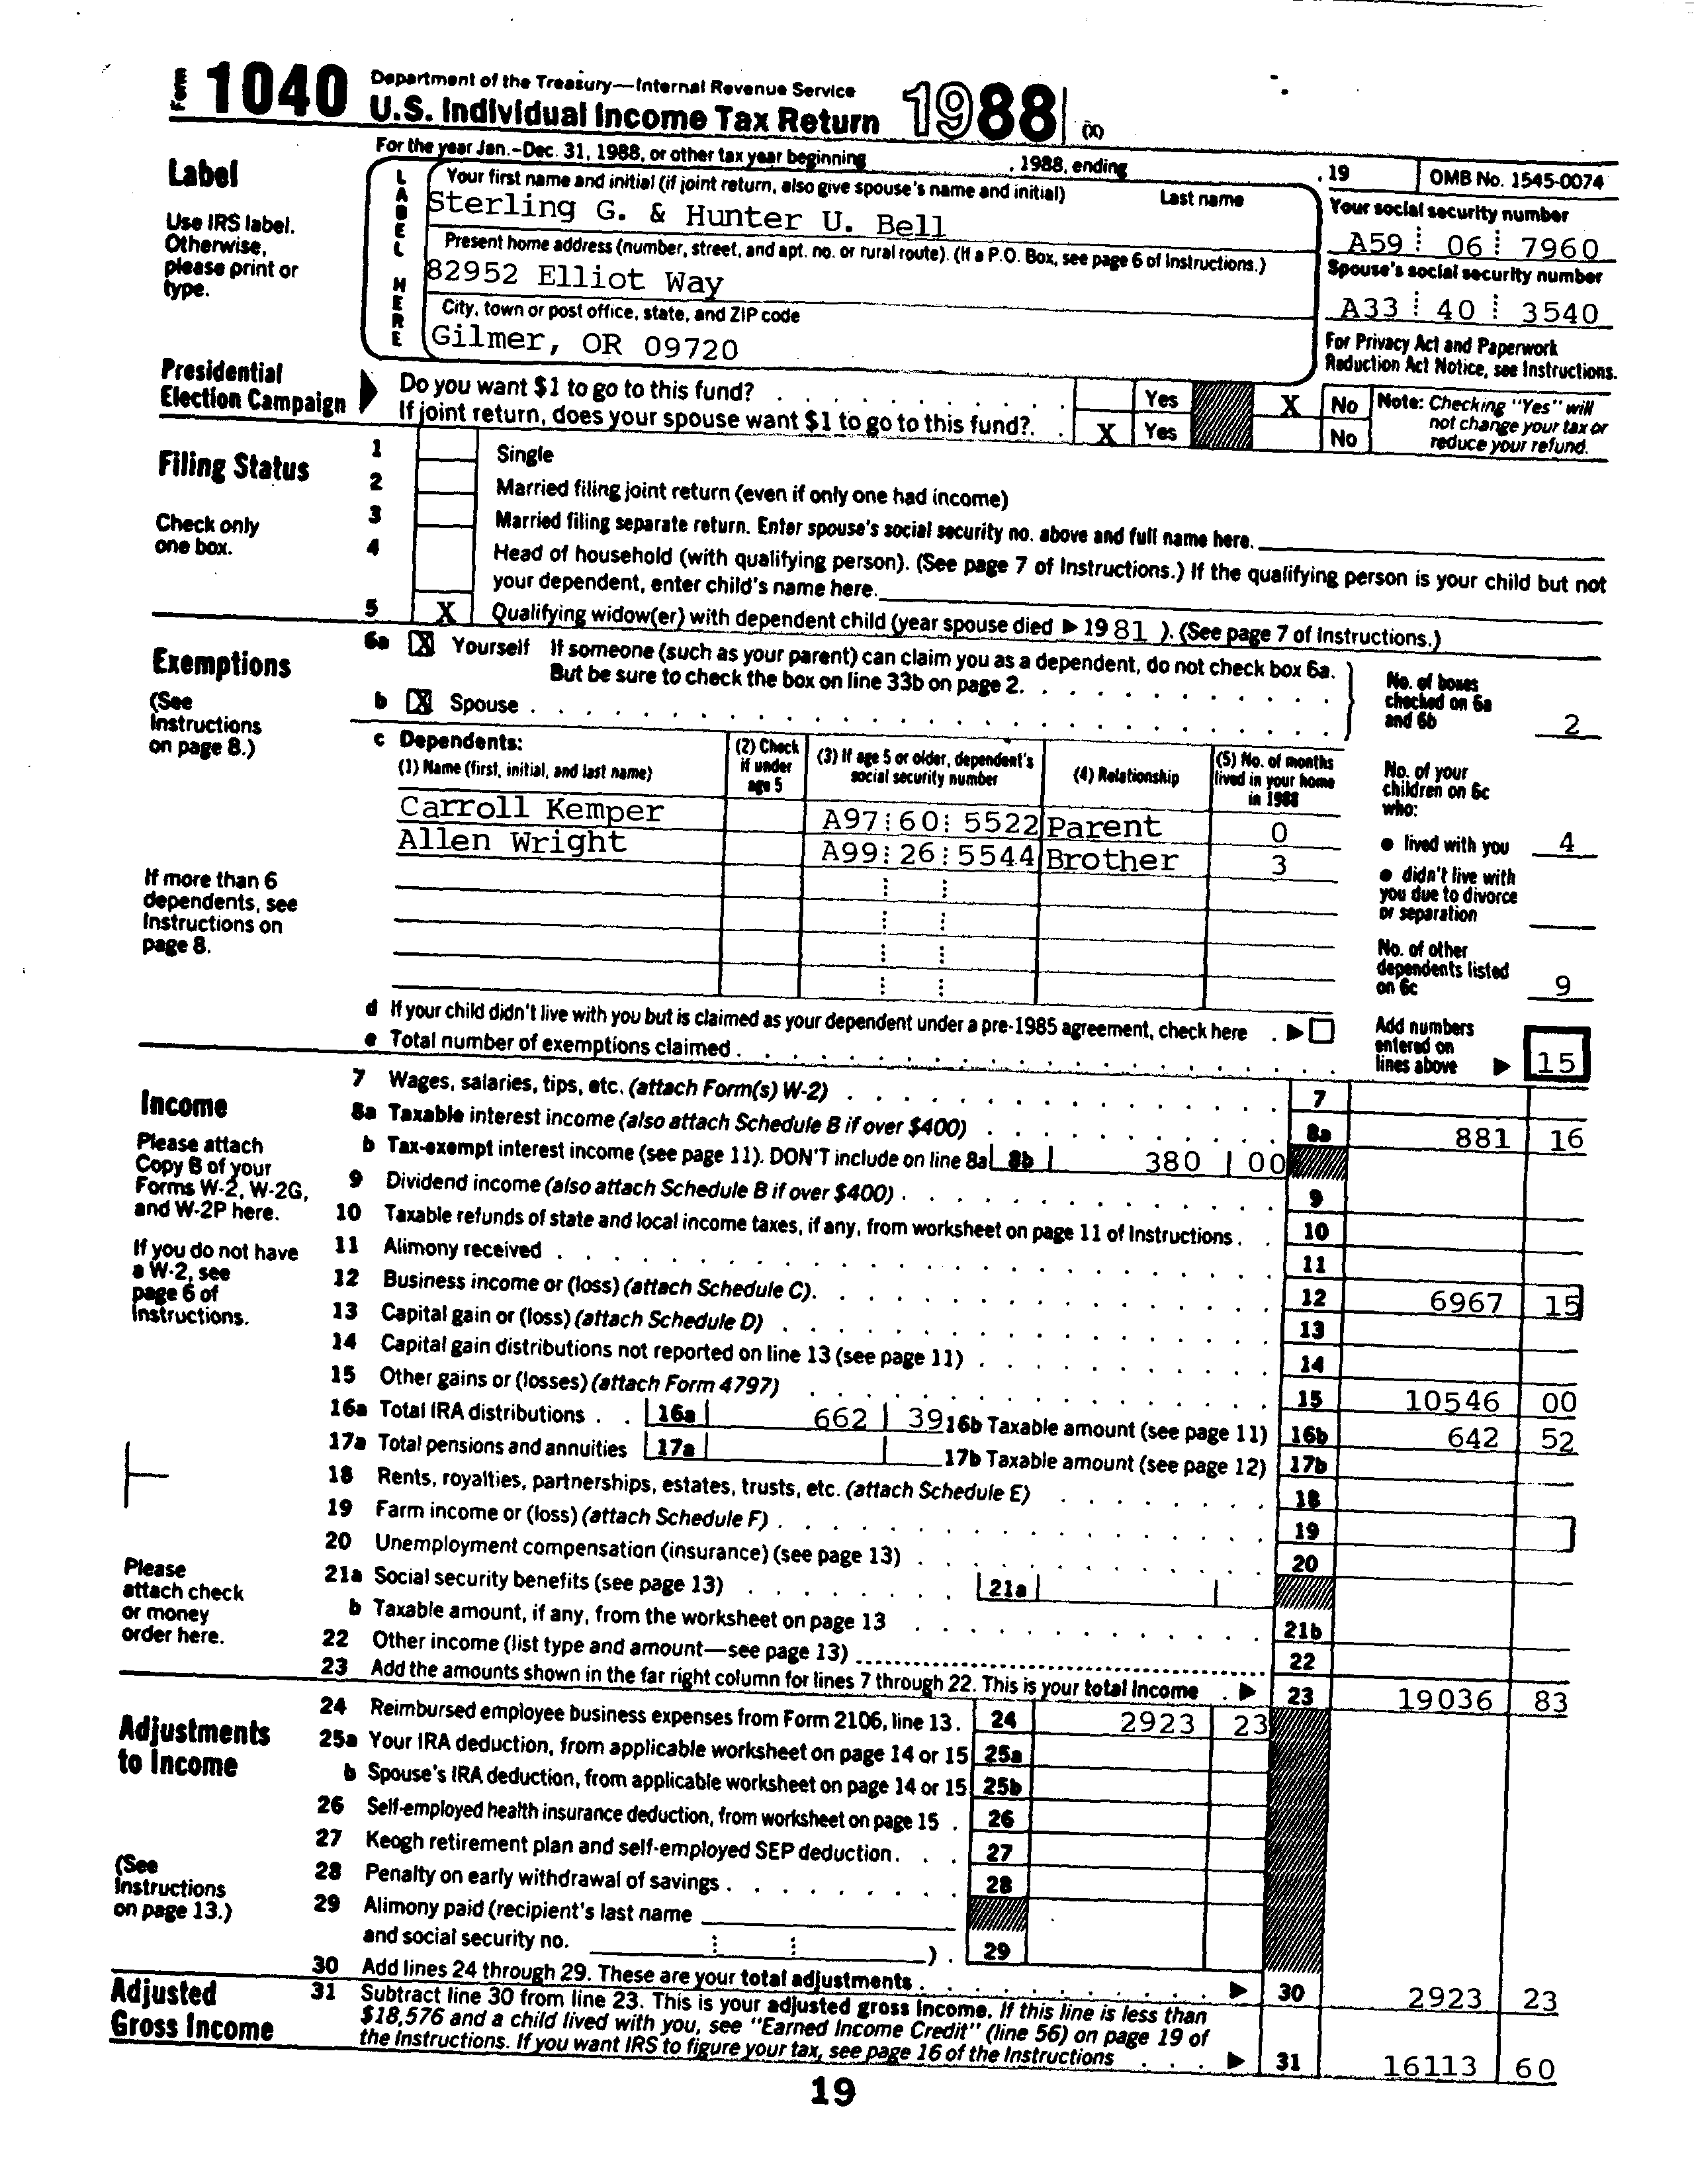 Form 1040 Department of the Treasury—Internal Revenue Service
U.S. Individual Income Tax Return 1988 (X)
For the year Jan.-Dec. 31, 1988, or other tax year beginning , 1988, ending , 19 OMB No. 1545-0074
Label
Use IRS label. Otherwise, please print or type.
LABEL HERE
Your first name and initial (if joint return, also give spouse's name and initial) Last name
Sterling G. & Hunter U. Bell
Your social security number
A59 06 7960
Present home address (number, street, and apt. no. or rural route). (If a P.O. Box, see page 6 of Instructions.)
82952 Elliot Way
Spouse's social security number
A33 40 3540
City, town or post office, state, and ZIP code
Gilmer, OR 09720
For Privacy Act and Paperwork Reduction Act Notice, see Instructions.
Presidential Election Campaign
Do you want $1 to go to this fund? Yes X No
If joint return, does your spouse want $1 to go to this fund?. X Yes No
Note: Checking "Yes" will not change your tax or reduce your refund.
Filing Status
Check only one box.
1 Single
2 Married filing joint return (even if only one had income)
3 Married filing separate return. Enter spouse's social security no. above and full name here.
4 Head of household (with qualifying person). (See page 7 of Instructions.) If the qualifying person is your child but not
your dependent, enter child's name here.
5 X Qualifying widow(er) with dependent child (year spouse died ▶ 19 81 ). (See page 7 of Instructions.)
Exemptions
(See Instructions on page 8.)
6a X Yourself If someone (such as your parent) can claim you as a dependent, do not check box 6a.
But be sure to check the box on line 33b on page 2.
b X Spouse
No. of boxes checked on 6a and 6b 2
c Dependents:
(1) Name (first, initial, and last name) (2) Check if under age 5 (3) If age 5 or older, dependent's social security number (4) Relationship (5) No. of months lived in your home in 1988
Carroll Kemper A97 60 5522 Parent 0
Allen Wright A99 26 5544 Brother 3
If more than 6 dependents, see Instructions on page 8.
No. of your children on 6c who:
● lived with you 4
● didn't live with you due to divorce or separation
No. of other dependents listed on 6c 9
d If your child didn't live with you but is claimed as your dependent under a pre-1985 agreement, check here . ▶
e Total number of exemptions claimed
Add numbers entered on lines above ▶ 15
Income
Please attach Copy B of your Forms W-2, W-2G, and W-2P here.
If you do not have a W-2, see page 6 of Instructions.
Please attach check or money order here.
7 Wages, salaries, tips, etc. (attach Form(s) W-2) 7
8a Taxable interest income (also attach Schedule B if over $400) 8a 881 16
b Tax-exempt interest income (see page 11). DON'T include on line 8a 8b 380 00
9 Dividend income (also attach Schedule B if over $400) 9
10 Taxable refunds of state and local income taxes, if any, from worksheet on page 11 of Instructions 10
11 Alimony received 11
12 Business income or (loss) (attach Schedule C). 12 6967 15
13 Capital gain or (loss) (attach Schedule D) 13
14 Capital gain distributions not reported on line 13 (see page 11) 14
15 Other gains or (losses) (attach Form 4797) 15 10546 00
16a Total IRA distributions 16a 662 39 16b Taxable amount (see page 11) 16b 642 52
17a Total pensions and annuities 17a 17b Taxable amount (see page 12) 17b
18 Rents, royalties, partnerships, estates, trusts, etc. (attach Schedule E) 18
19 Farm income or (loss) (attach Schedule F) 19
20 Unemployment compensation (insurance) (see page 13) 20
21a Social security benefits (see page 13) 21a
b Taxable amount, if any, from the worksheet on page 13 21b
22 Other income (list type and amount—see page 13) 22
23 Add the amounts shown in the far right column for lines 7 through 22. This is your total income ▶ 23 19036 83
Adjustments to Income
(See Instructions on page 13.)
24 Reimbursed employee business expenses from Form 2106, line 13. 24 2923 23
25a Your IRA deduction, from applicable worksheet on page 14 or 15 25a
b Spouse's IRA deduction, from applicable worksheet on page 14 or 15 25b
26 Self-employed health insurance deduction, from worksheet on page 15 26
27 Keogh retirement plan and self-employed SEP deduction 27
28 Penalty on early withdrawal of savings 28
29 Alimony paid (recipient's last name
and social security no. ) . 29
30 Add lines 24 through 29. These are your total adjustments ▶ 30 2923 23
Adjusted Gross Income
31 Subtract line 30 from line 23. This is your adjusted gross income. If this line is less than
$18,576 and a child lived with you, see "Earned Income Credit" (line 56) on page 19 of
the Instructions. If you want IRS to figure your tax, see page 16 of the Instructions ▶ 31 16113 60
19